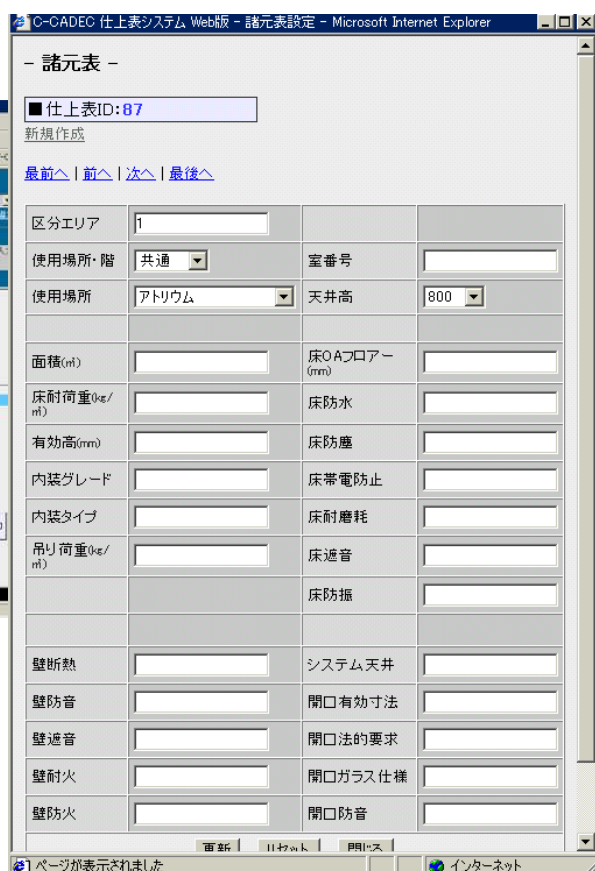 C-CADEC 仕上表システム Web版 - 諸元表設定 - Microsoft Internet Explorer
- 諸元表 -
■仕上表ID:87
新規作成
最前へ | 前へ | 次へ | 最後へ
区分エリア 1
使用場所・階 共通 室番号
使用場所 アトリウム 天井高 800
面積(㎡) 床OAフロアー
(mm)
床耐荷重(kg/
㎡) 床防水
有効高(mm) 床防塵
内装グレード 床帯電防止
内装タイプ 床耐磨耗
吊り荷重(kg/
㎡) 床遮音
床防振
壁断熱 システム天井
壁防音 開口有効寸法
壁遮音 開口法的要求
壁耐火 開口ガラス仕様
壁防火 開口防音
更新 リセット 閉じる
ページが表示されました インターネット